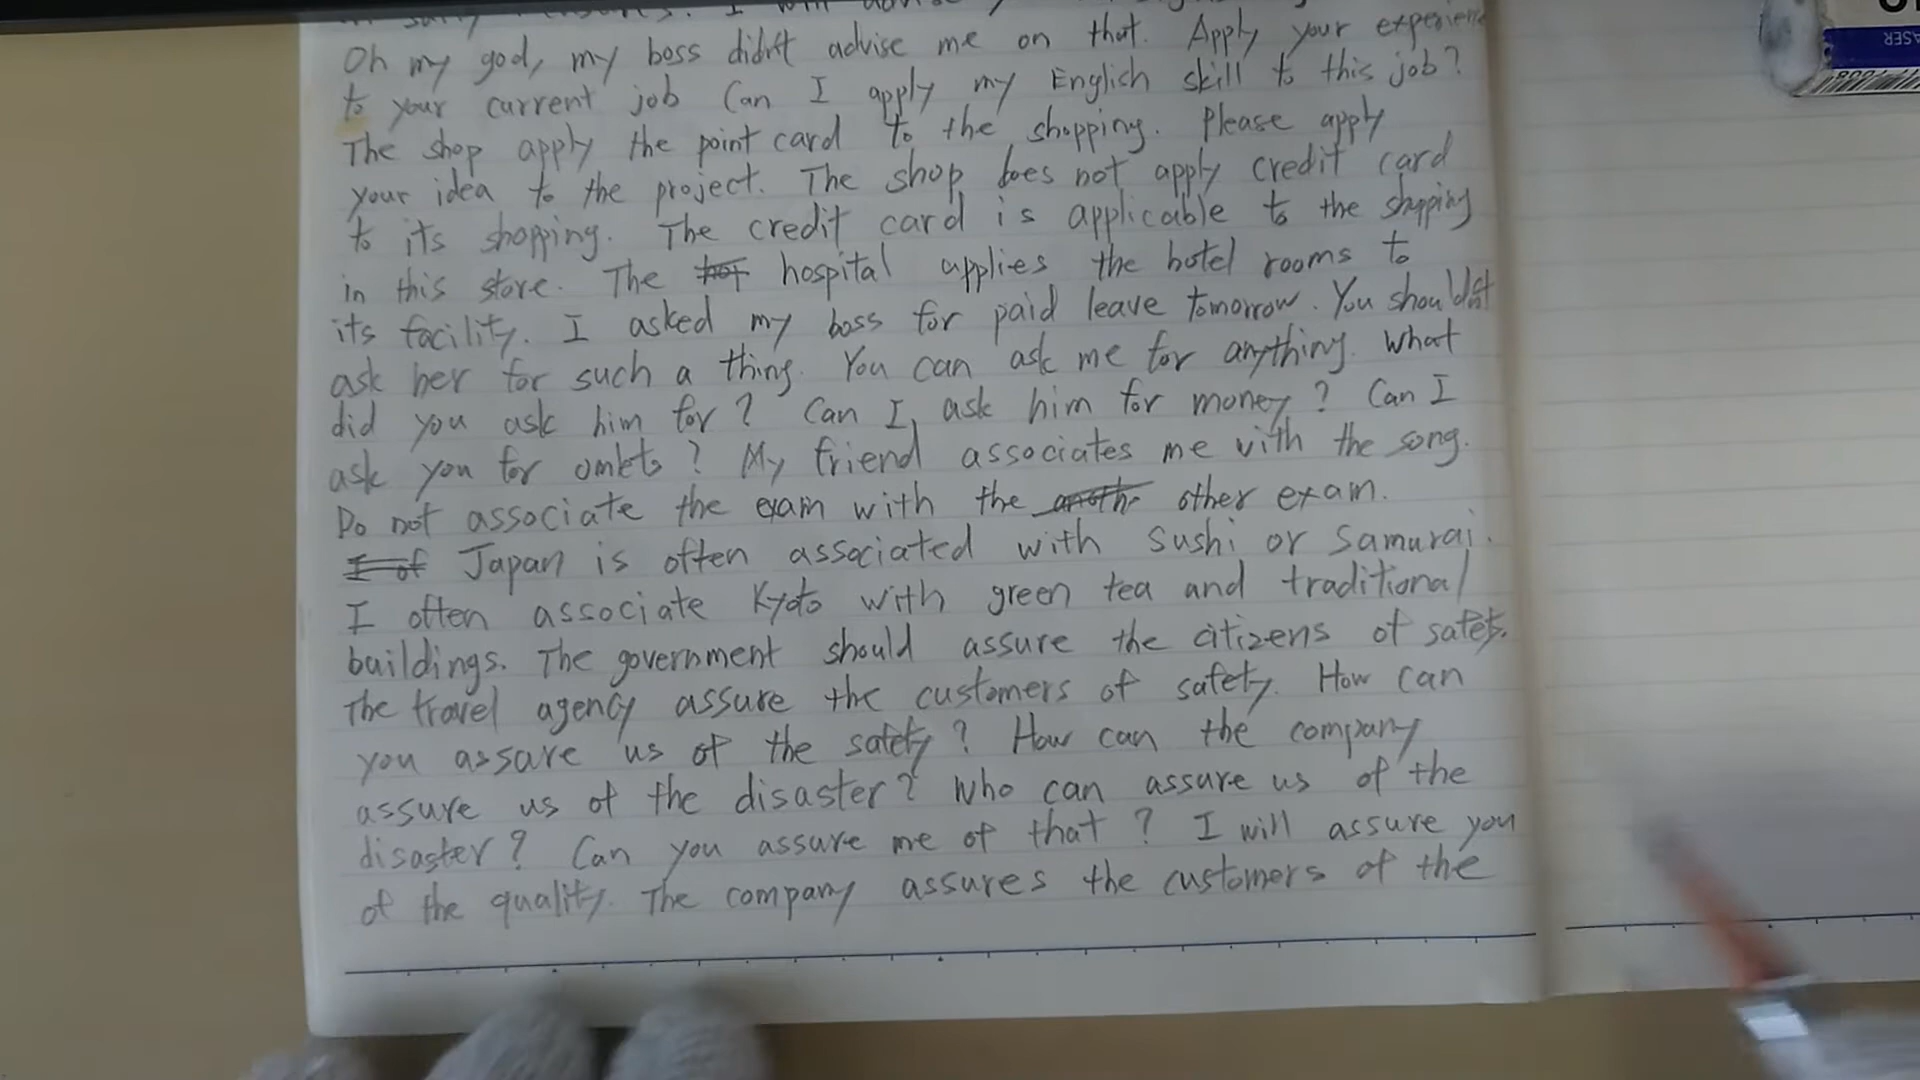 Oh my god, my boss didn't advise me on that. Apply your
to your current job Can I apply my English skill to this job?
The shop apply the point card to the shopping. Please apply
your idea to the project. The shop does not apply credit card
to its shopping. The credit card is applicable to the shopping
in this store. The hospital applies the hotel rooms to
its facility. I asked my boss for paid leave tomorrow. You shouldn't
ask her for such a thing. You can ask me for anything. What
did you ask him for? Can I ask him for money? Can I
ask you for? My friend associates me with the song.
Do not associate the exam with the other exam.
Japan is often associated with Sushi or Samurai.
I often associate Kyoto with green tea and traditional
buildings. The government should assure the citizens of safety.
The travel agency assure the customers of safety. How can
you assure us of the safety? How can the company
assure us of the disaster? Who can assure us of the
disaster? Can you assure me of that? I will assure you
of the quality. The company assures the customers of the